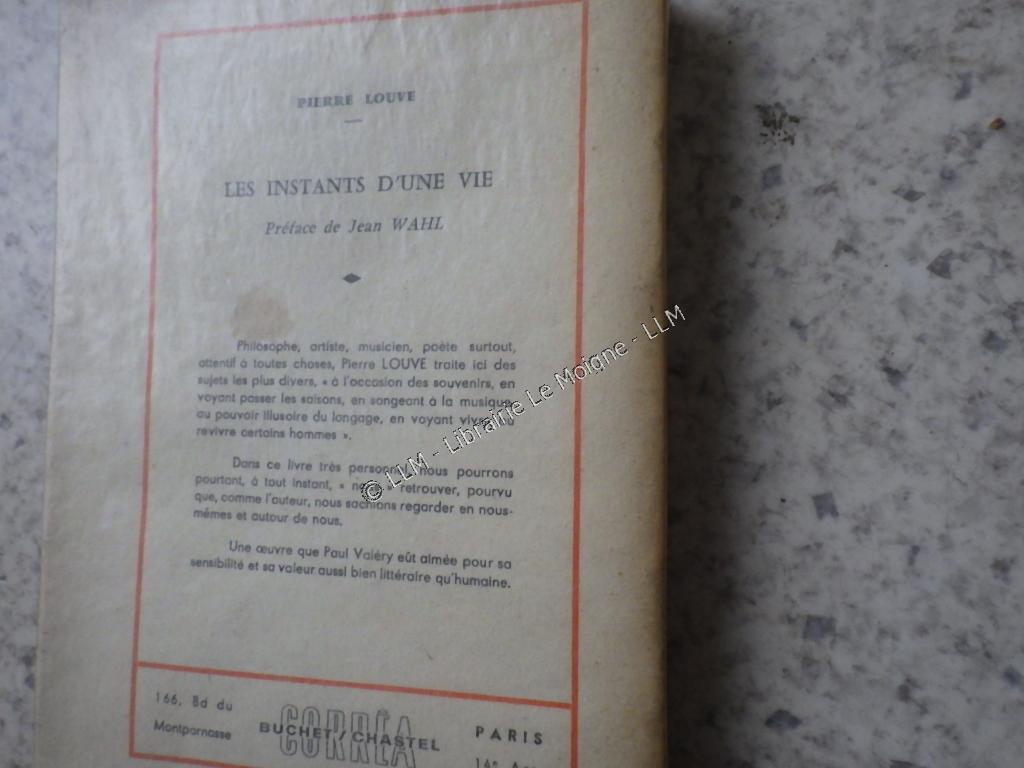 PIERRE LOUVE
LES INSTANTS D'UNE VIE
Préface de Jean WAHL
Philosophe, artiste, musicien, poète surtout,
attentif à toutes choses, Pierre LOUVE traite ici des
sujets les plus divers, « à l'occasion des souvenirs, en
voyant passer les saisons, en songeant à la musique,
au pouvoir illusoire du langage, en voyant vivre ou
revivre certains hommes ».
Dans ce livre très personnel, nous pourrons
pourtant, à tout instant, « nous » retrouver, pourvu
que, comme l'auteur, nous sachions regarder en nous-
mêmes et autour de nous.
Une œuvre que Paul Valéry eût aimée pour sa
sensibilité et sa valeur aussi bien littéraire qu'humaine.
166, Bd du
Montparnasse
CORRÊA
BUCHET/CHASTEL
PARIS
14e
© LLM - Librairie Le Moigne - LLM